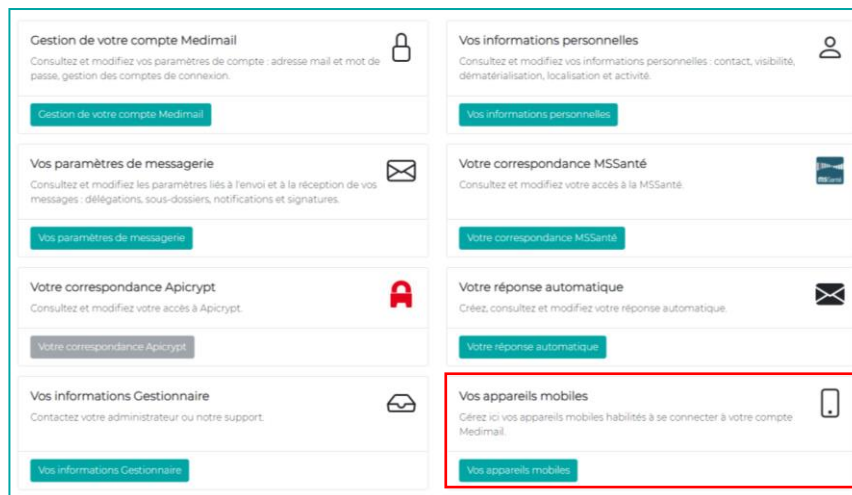 Gestion de votre compte Medimail
Consultez et modifiez vos paramètres de compte : adresse mail et mot de
passe, gestion des comptes de connexion.
Gestion de votre compte Medimail
Vos informations personnelles
Consultez et modifiez vos informations personnelles : contact, visibilité,
dématérialisation, localisation et activité.
Vos informations personnelles
Vos paramètres de messagerie
Consultez et modifiez les paramètres liés à l'envoi et à la réception de vos
messages : délégations, sous-dossiers, notifications et signatures.
Vos paramètres de messagerie
Votre correspondance MSSanté
Consultez et modifiez votre accès à la MSSanté.
MSSanté
Votre correspondance MSSanté
Votre correspondance Apicrypt
Consultez et modifiez votre accès à Apicrypt.
Votre correspondance Apicrypt
Votre réponse automatique
Créez, consultez et modifiez votre réponse automatique.
Votre réponse automatique
Vos informations Gestionnaire
Contactez votre administrateur ou notre support.
Vos informations Gestionnaire
Vos appareils mobiles
Gérez ici vos appareils mobiles habilités à se connecter à votre compte
Medimail.
Vos appareils mobiles